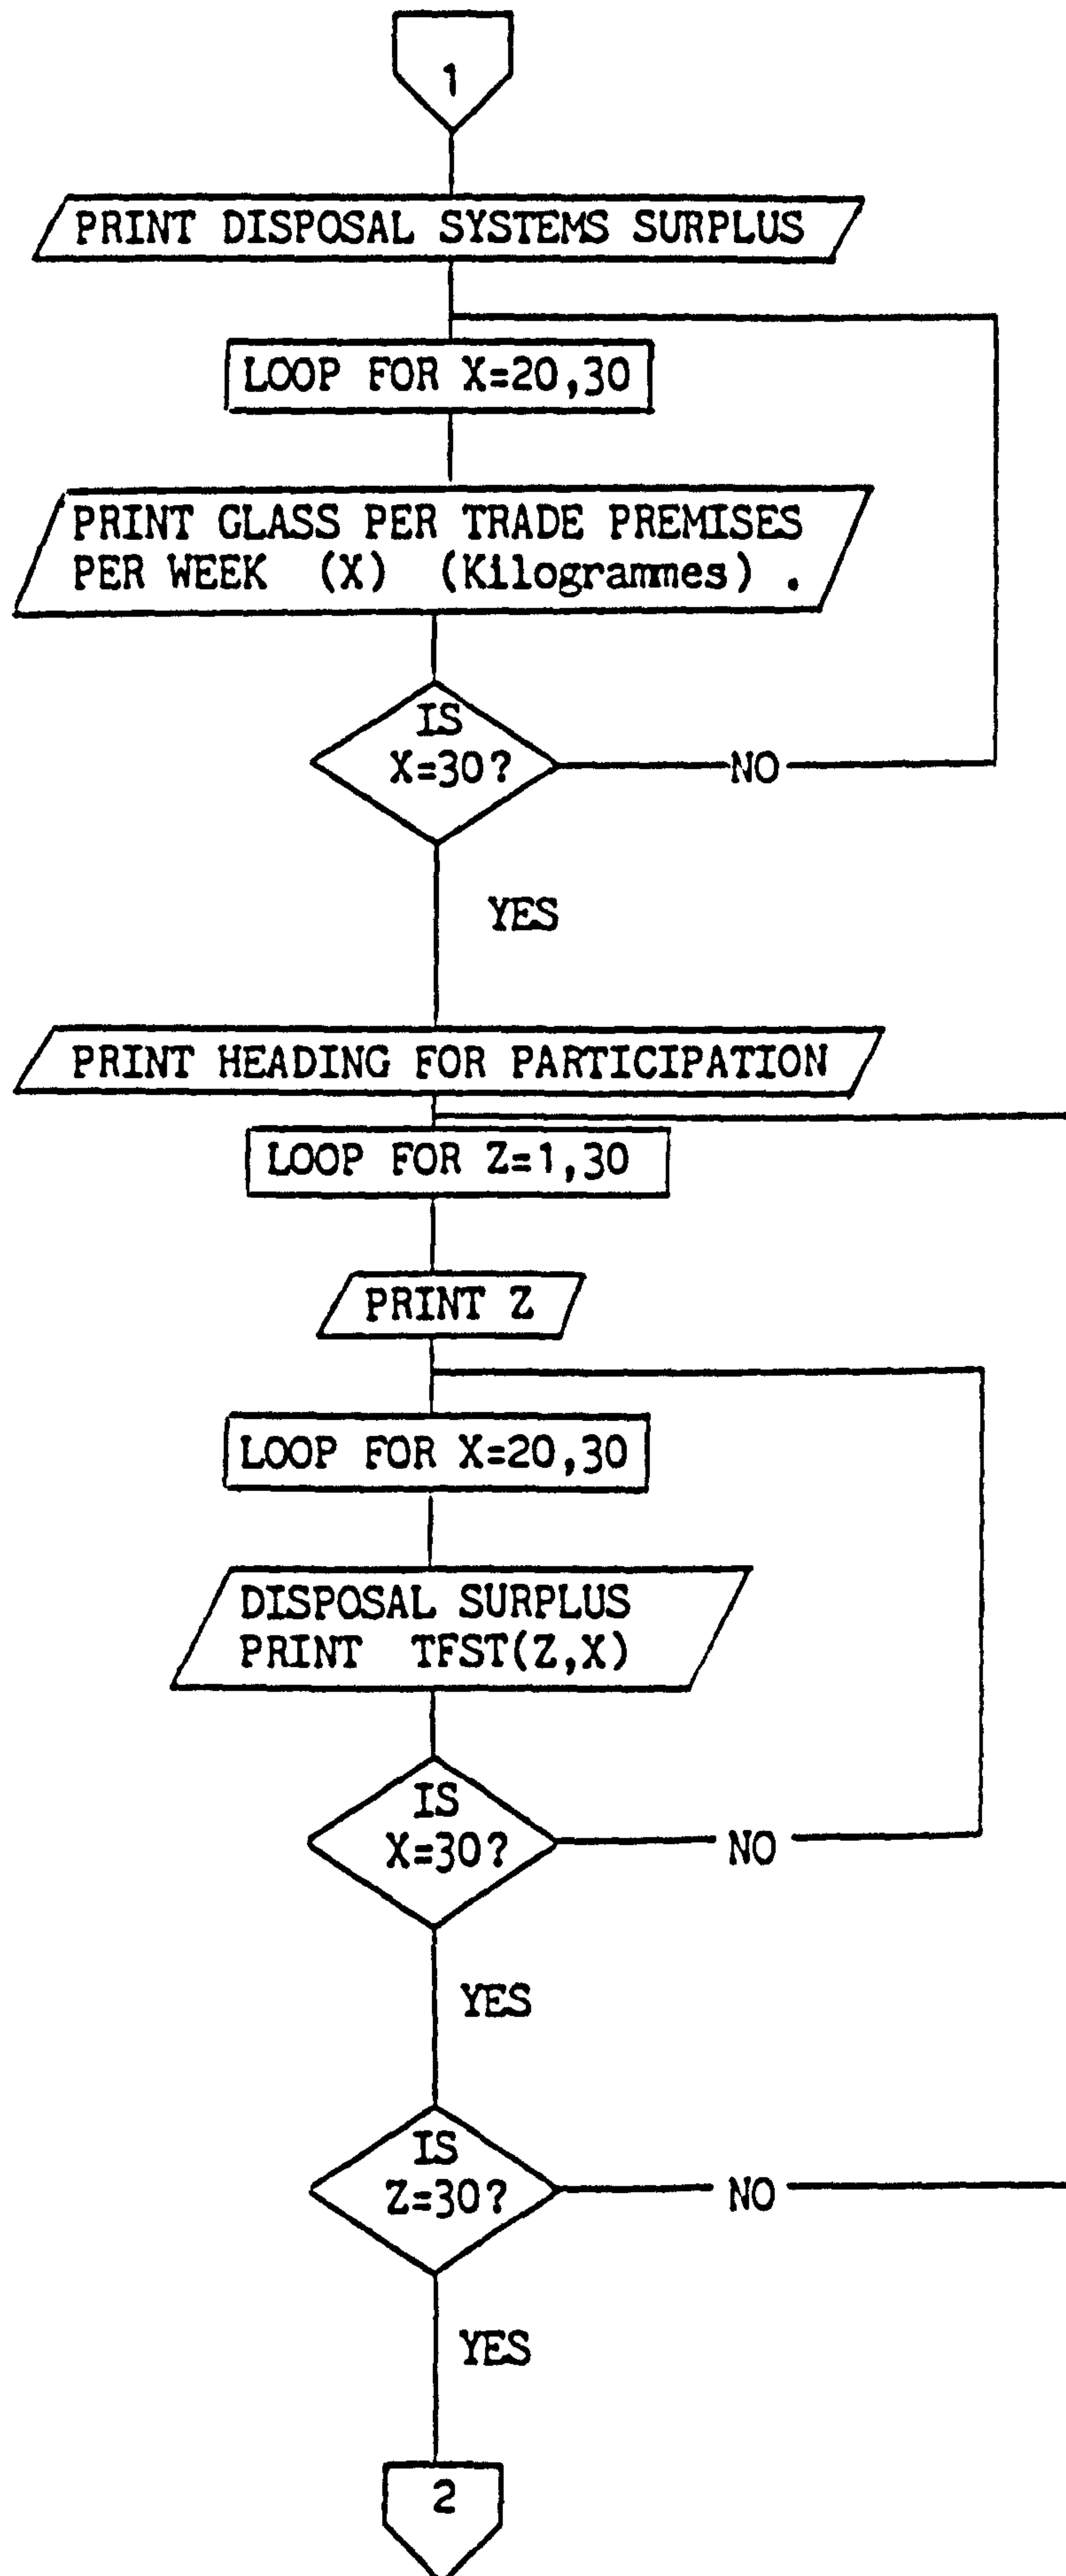 1
PRINT DISPOSAL SYSTEMS SURPLUS
LOOP FOR X=20,30
PRINT GLASS PER TRADE PREMISES
PER WEEK (X) (Kilogrammes) .
IS
X=30?
NO
YES
PRINT HEADING FOR PARTICIPATION
LOOP FOR Z=1,30
PRINT Z
LOOP FOR X=20,30
DISPOSAL SURPLUS
PRINT TFST(Z,X)
IS
X=30?
NO
YES
IS
Z=30?
NO
YES
2